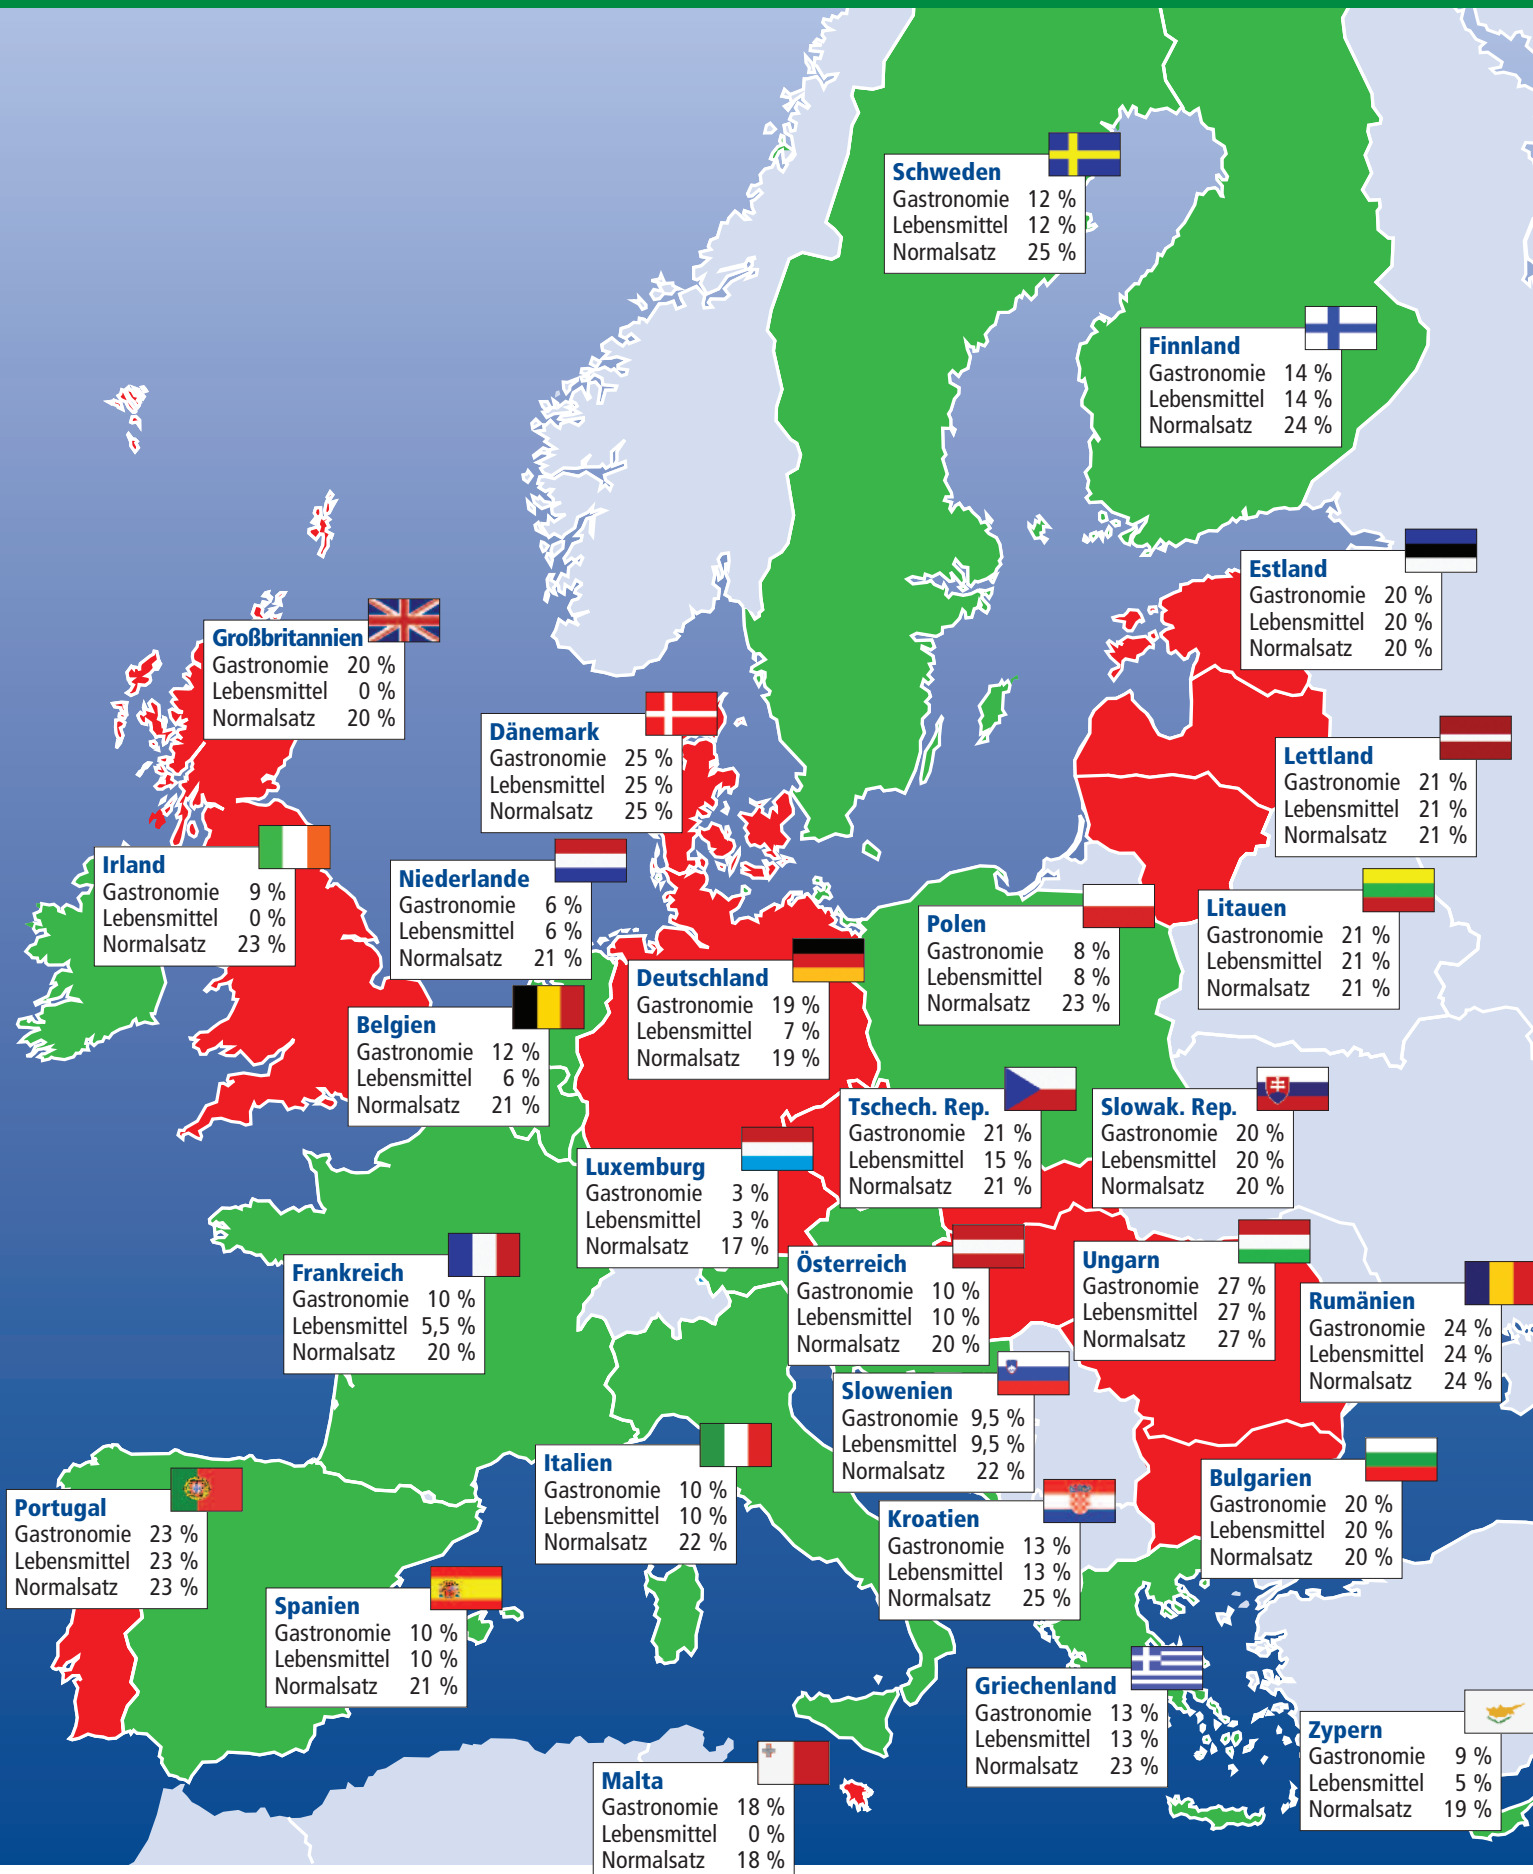 Schweden
Gastronomie 12 %
Lebensmittel 12 %
Normalsatz 25 %
Finnland
Gastronomie 14 %
Lebensmittel 14 %
Normalsatz 24 %
Estland
Gastronomie 20 %
Lebensmittel 20 %
Normalsatz 20 %
Großbritannien
Gastronomie 20 %
Lebensmittel 0 %
Normalsatz 20 %
Dänemark
Gastronomie 25 %
Lebensmittel 25 %
Normalsatz 25 %
Lettland
Gastronomie 21 %
Lebensmittel 21 %
Normalsatz 21 %
Irland
Gastronomie 9 %
Lebensmittel 0 %
Normalsatz 23 %
Niederlande
Gastronomie 6 %
Lebensmittel 6 %
Normalsatz 21 %
Litauen
Gastronomie 21 %
Lebensmittel 21 %
Normalsatz 21 %
Polen
Gastronomie 8 %
Lebensmittel 8 %
Normalsatz 23 %
Deutschland
Gastronomie 19 %
Lebensmittel 7 %
Normalsatz 19 %
Belgien
Gastronomie 12 %
Lebensmittel 6 %
Normalsatz 21 %
Tschech. Rep.
Gastronomie 21 %
Lebensmittel 15 %
Normalsatz 21 %
Slowak. Rep.
Gastronomie 20 %
Lebensmittel 20 %
Normalsatz 20 %
Luxemburg
Gastronomie 3 %
Lebensmittel 3 %
Normalsatz 17 %
Frankreich
Gastronomie 10 %
Lebensmittel 5,5 %
Normalsatz 20 %
Österreich
Gastronomie 10 %
Lebensmittel 10 %
Normalsatz 20 %
Ungarn
Gastronomie 27 %
Lebensmittel 27 %
Normalsatz 27 %
Rumänien
Gastronomie 24 %
Lebensmittel 24 %
Normalsatz 24 %
Slowenien
Gastronomie 9,5 %
Lebensmittel 9,5 %
Normalsatz 22 %
Italien
Gastronomie 10 %
Lebensmittel 10 %
Normalsatz 22 %
Bulgarien
Gastronomie 20 %
Lebensmittel 20 %
Normalsatz 20 %
Portugal
Gastronomie 23 %
Lebensmittel 23 %
Normalsatz 23 %
Kroatien
Gastronomie 13 %
Lebensmittel 13 %
Normalsatz 25 %
Spanien
Gastronomie 10 %
Lebensmittel 10 %
Normalsatz 21 %
Griechenland
Gastronomie 13 %
Lebensmittel 13 %
Normalsatz 23 %
Zypern
Gastronomie 9 %
Lebensmittel 5 %
Normalsatz 19 %
Malta
Gastronomie 18 %
Lebensmittel 0 %
Normalsatz 18 %